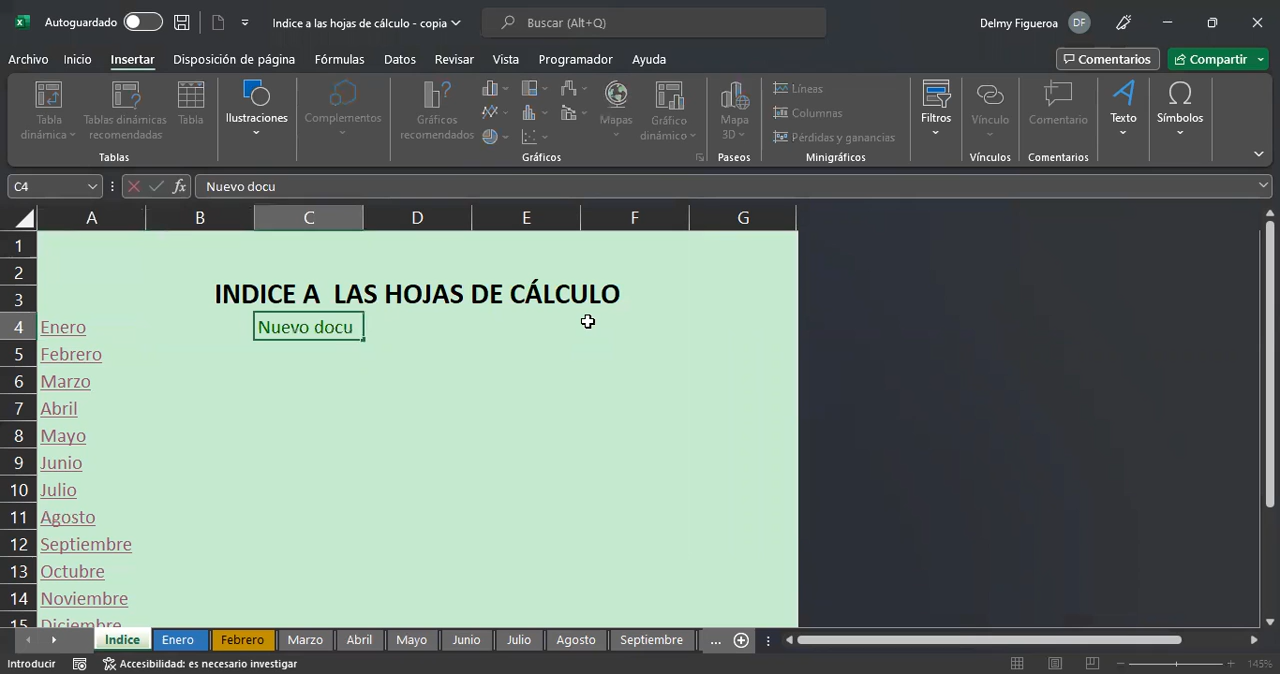 Autoguardado Indice a las hojas de cálculo - copia Buscar (Alt+Q) Delmy Figueroa DF
Archivo Inicio Insertar Disposición de página Fórmulas Datos Revisar Vista Programador Ayuda Comentarios Compartir
Tabla dinámica
Tablas dinámicas recomendadas
Tabla
Tablas
Ilustraciones
Complementos
Gráficos recomendados
Mapas
Gráfico dinámico
Gráficos
Mapa 3D
Paseos
Líneas
Columnas
Pérdidas y ganancias
Minigráficos
Filtros
Vínculo
Vínculos
Comentario
Comentarios
Texto
Símbolos
C4 fx Nuevo docu
A B C D E F G
1
2
3 INDICE A LAS HOJAS DE CÁLCULO
4 Enero Nuevo docu
5 Febrero
6 Marzo
7 Abril
8 Mayo
9 Junio
10 Julio
11 Agosto
12 Septiembre
13 Octubre
14 Noviembre
15 Diciembre
Indice Enero Febrero Marzo Abril Mayo Junio Julio Agosto Septiembre ...
Introducir Accesibilidad: es necesario investigar 145%